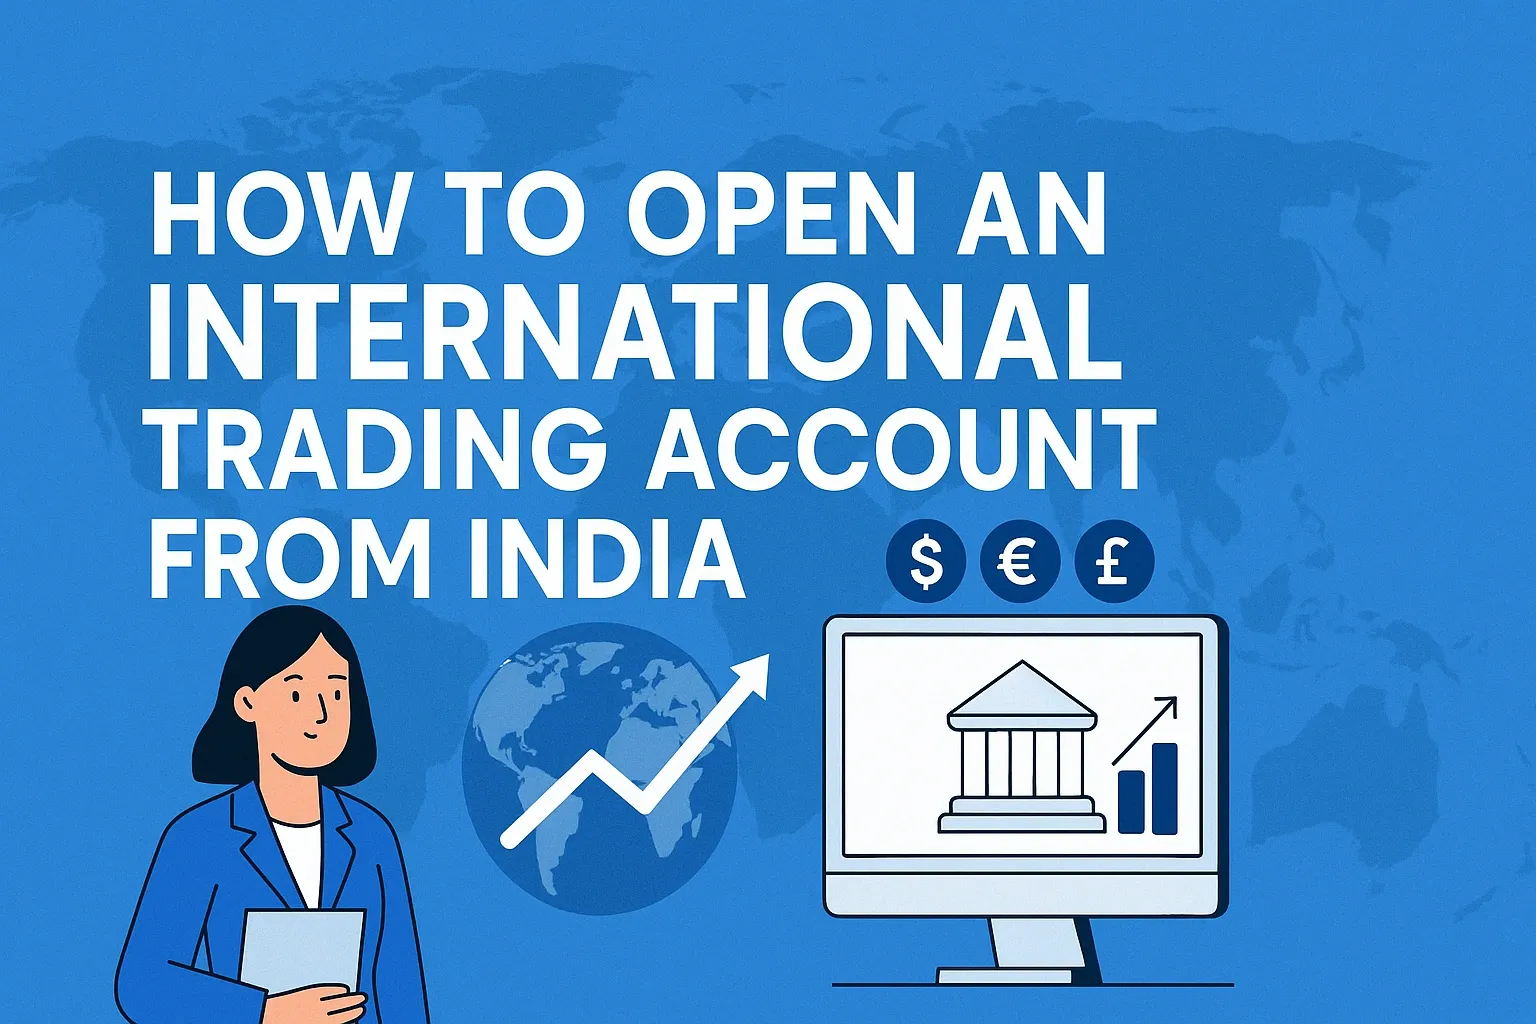 HOW TO OPEN AN
INTERNATIONAL
TRADING ACCOUNT
FROM INDIA
$ € £